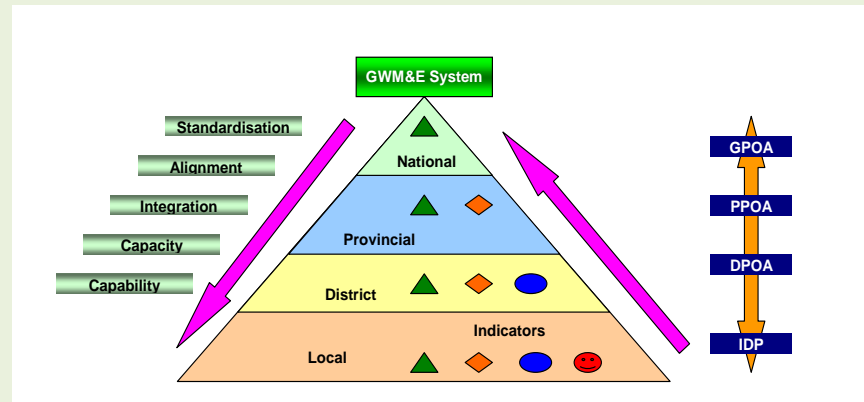 GWM&E System
Standardisation
Alignment
Integration
Capacity
Capability
National
Provincial
District
Indicators
Local
GPOA
PPOA
DPOA
IDP